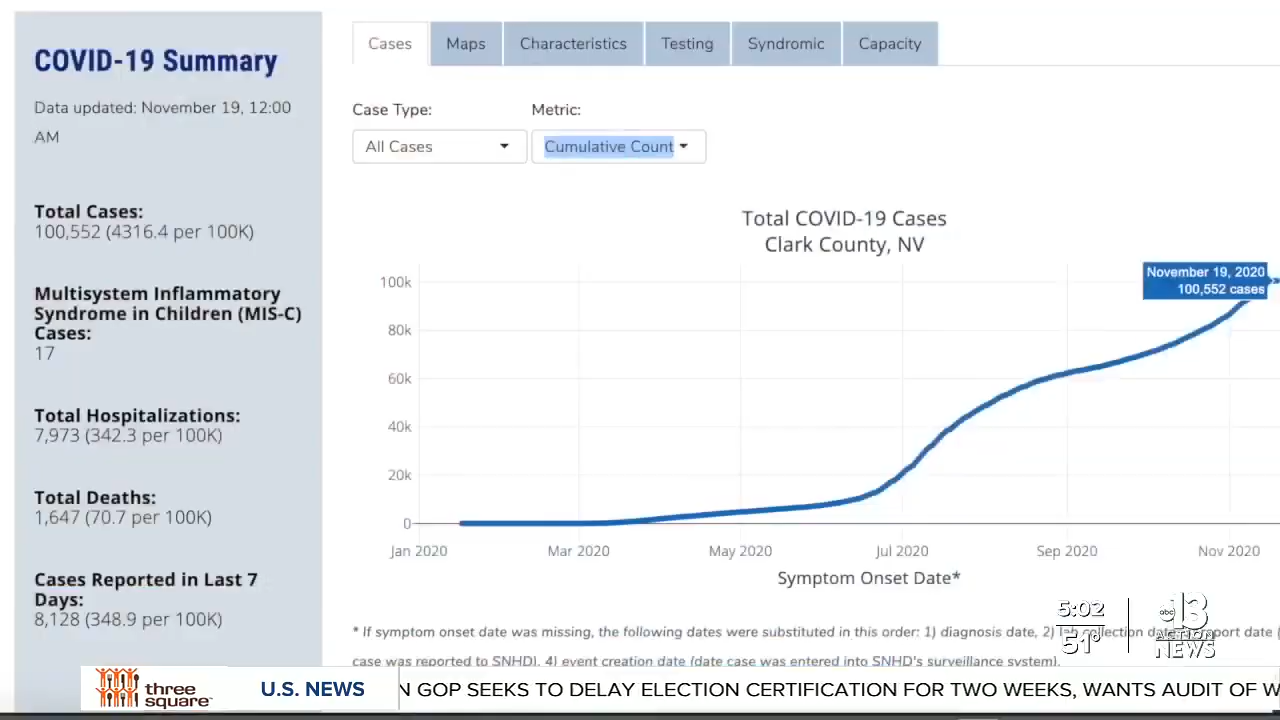 COVID-19 Summary
Data updated: November 19, 12:00
AM
Total Cases:
100,552 (4316.4 per 100K)
Multisystem Inflammatory
Syndrome in Children (MIS-C)
Cases:
17
Total Hospitalizations:
7,973 (342.3 per 100K)
Total Deaths:
1,647 (70.7 per 100K)
Cases Reported in Last 7
Days:
8,128 (348.9 per 100K)
Cases Maps Characteristics Testing Syndromic Capacity
Case Type: Metric:
All Cases Cumulative Count
Total COVID-19 Cases
Clark County, NV
November 19, 2020
100,552 cases
100k
80k
60k
40k
20k
0
Jan 2020 Mar 2020 May 2020 Jul 2020 Sep 2020 Nov 2020
Symptom Onset Date*
* If symptom onset date was missing, the following dates were substituted in this order: 1) diagnosis date, 2) lab collection date
case was reported to SNHD), 4) event creation date (date case was entered into SNHD's surveillance system).
5:02
51°
abc 13
ACTION
NEWS
three
square
U.S. NEWS
N GOP SEEKS TO DELAY ELECTION CERTIFICATION FOR TWO WEEKS, WANTS AUDIT OF W